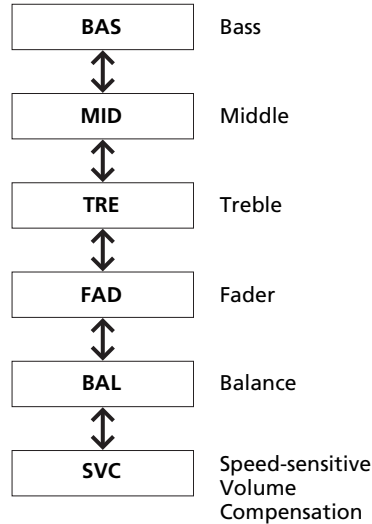 BAS Bass
MID Middle
TRE Treble
FAD Fader
BAL Balance
SVC Speed-sensitive
Volume
Compensation